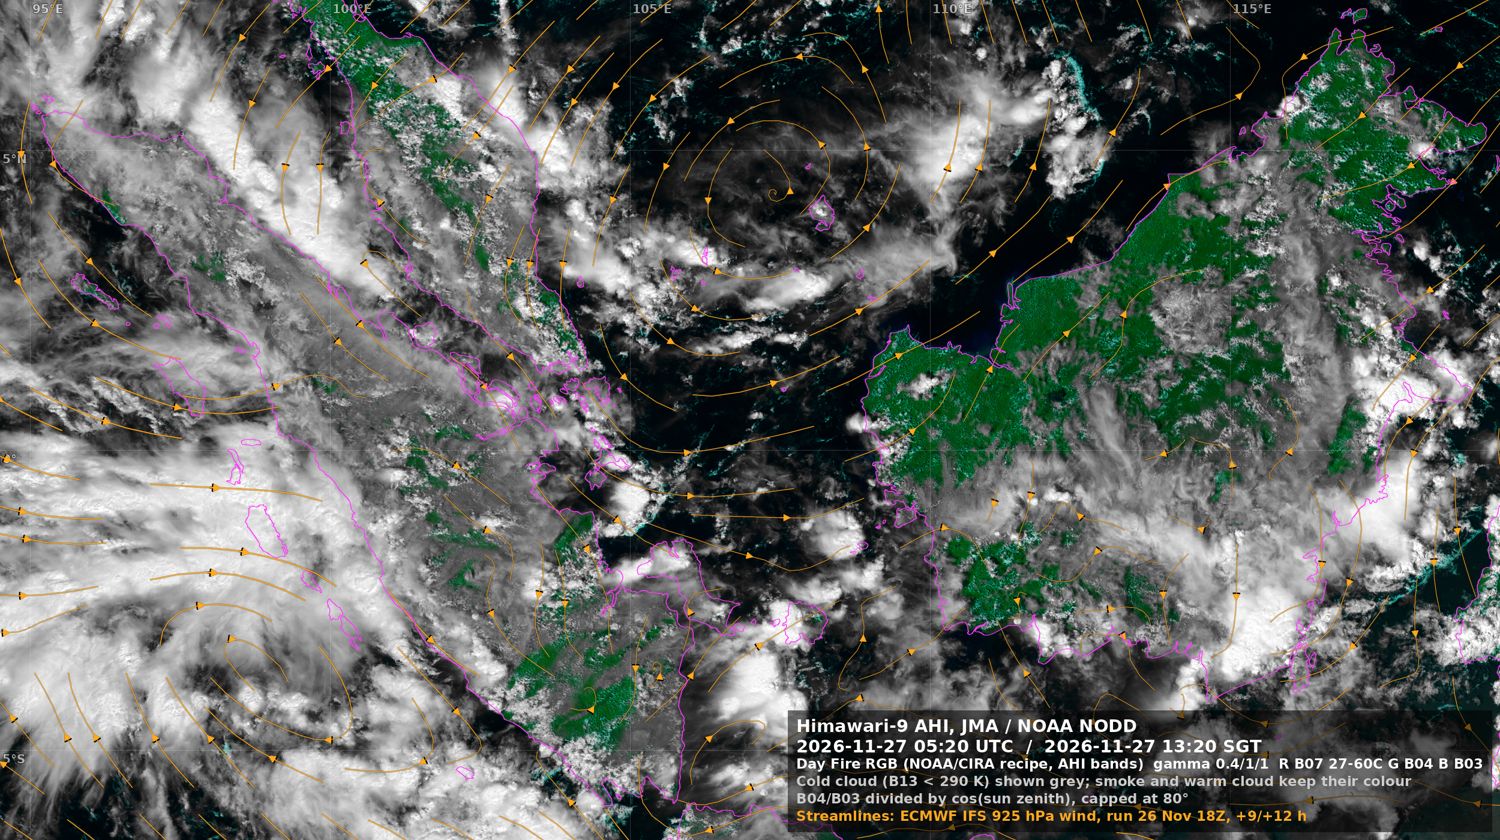 95°E 100°E 105°E 110°E 115°E
5°N
0°
5°S
Himawari-9 AHI, JMA / NOAA NODD
2026-11-27 05:20 UTC / 2026-11-27 13:20 SGT
Day Fire RGB (NOAA/CIRA recipe, AHI bands) gamma 0.4/1/1 R B07 27-60C G B04 B B03
Cold cloud (B13 < 290 K) shown grey; smoke and warm cloud keep their colour
B04/B03 divided by cos(sun zenith), capped at 80°
Streamlines: ECMWF IFS 925 hPa wind, run 26 Nov 18Z, +9/+12 h